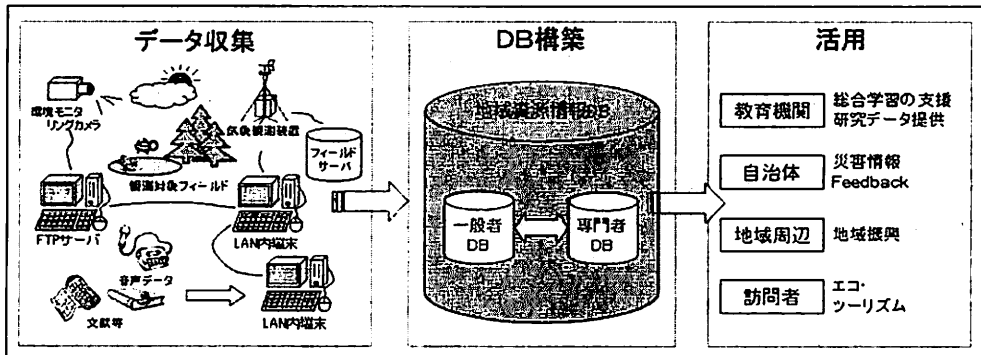 データ収集
環境モニタ
リングカメラ
気象観測装置
フィールド
サーバ
観測対象フィールド
FTPサーバ
LAN内端末
音声データ
文献等
LAN内端末
DB構築
地域資源情報DB
一般者
DB
専門者
DB
活用
教育機関
総合学習の支援
研究データ提供
自治体
災害情報
Feedback
地域周辺
地域振興
訪問者
エコ・
ツーリズム